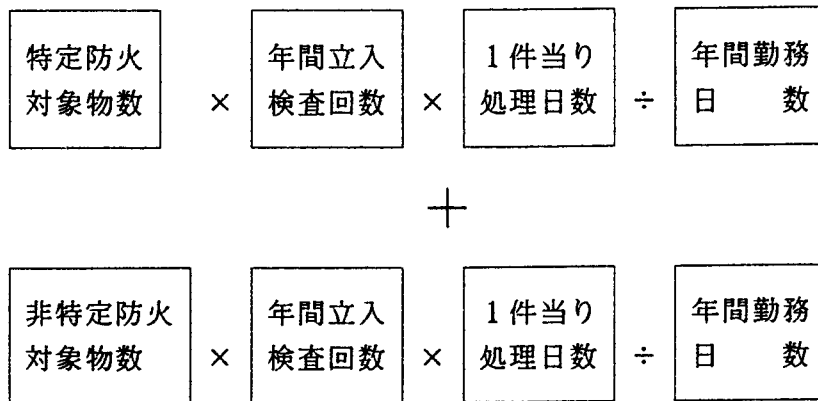 特定防火 年間立入 1件当り 年間勤務
対象物数 × 検査回数 × 処理日数 ÷ 日 数
+
非特定防火 年間立入 1件当り 年間勤務
対象物数 × 検査回数 × 処理日数 ÷ 日 数